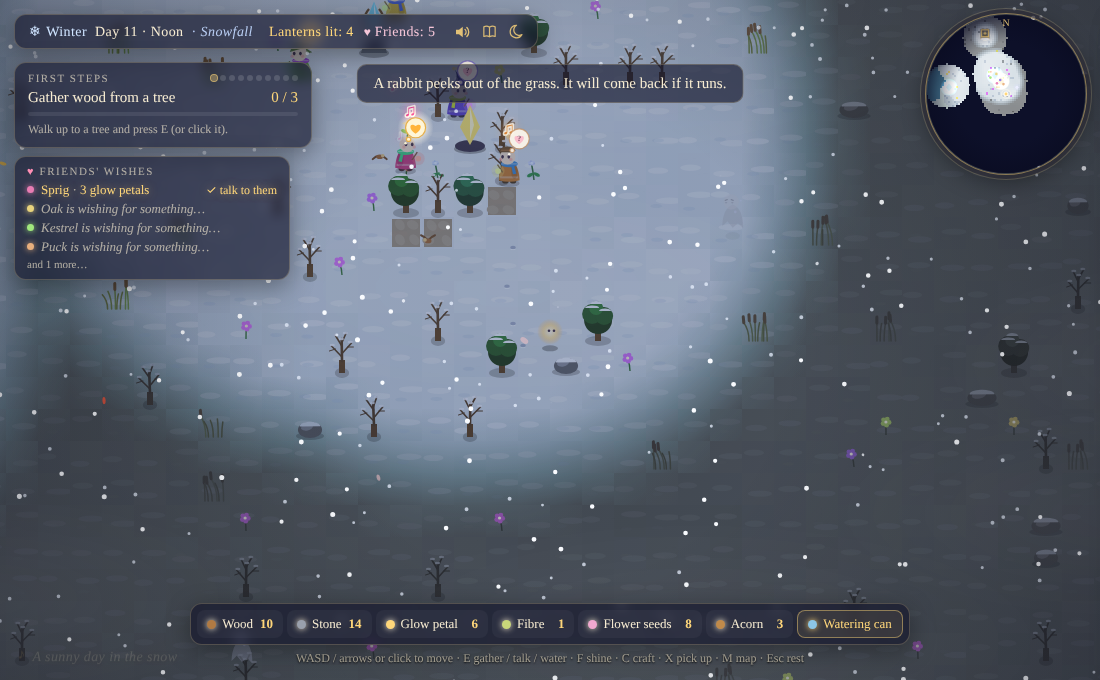 ❄ Winter Day 11 · Noon · Snowfall Lanterns lit: 4 ♥ Friends: 5
N
FIRST STEPS
Gather wood from a tree 0 / 3
Walk up to a tree and press E (or click it).
A rabbit peeks out of the grass. It will come back if it runs.
♥ FRIENDS' WISHES
Sprig · 3 glow petals ✓ talk to them
Oak is wishing for something…
Kestrel is wishing for something…
Puck is wishing for something…
and 1 more…
Wood 10 Stone 14 Glow petal 6 Fibre 1 Flower seeds 8 Acorn 3 Watering can
A sunny day in the snow
WASD / arrows or click to move · E gather / talk / water · F shine · C craft · X pick up · M map · Esc rest